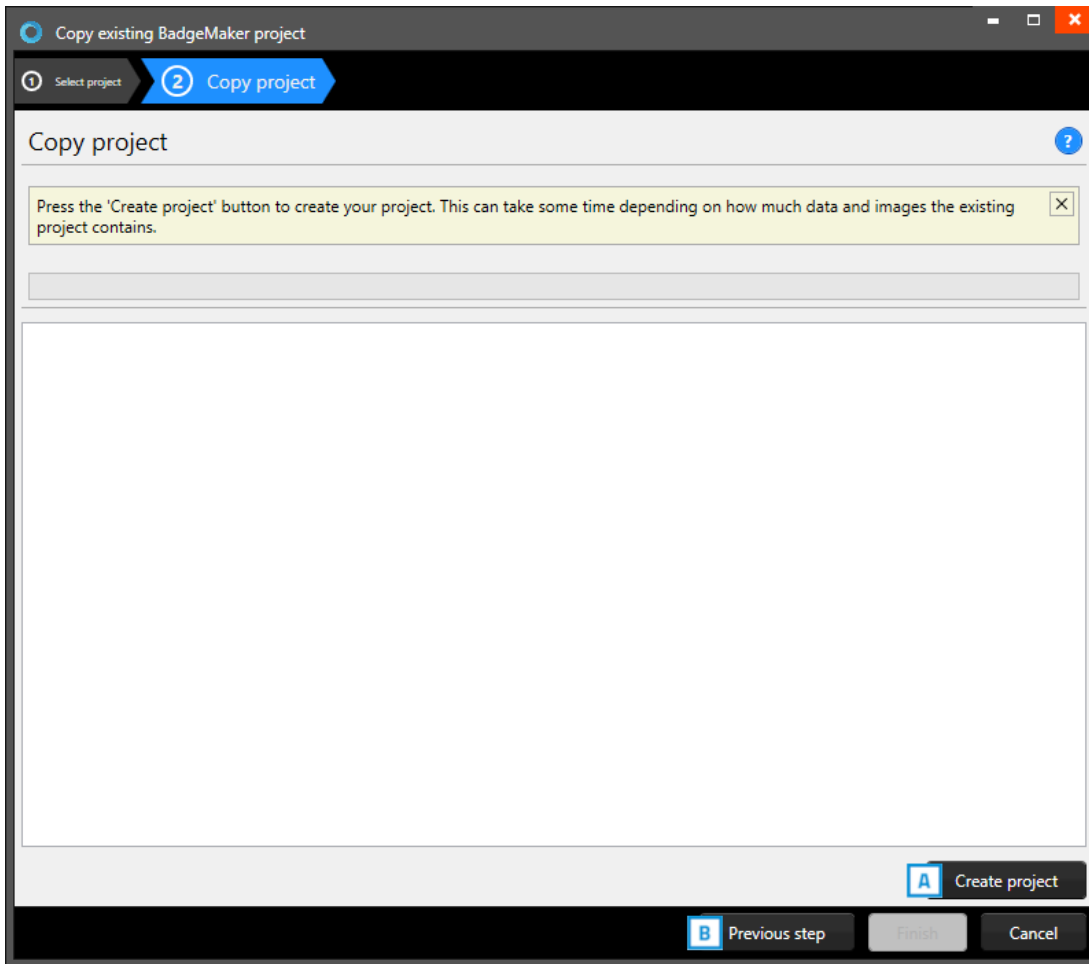 Copy existing BadgeMaker project
1 Select project
2 Copy project
Copy project
?
Press the 'Create project' button to create your project. This can take some time depending on how much data and images the existing
project contains.
A Create project
B Previous step
Finish
Cancel